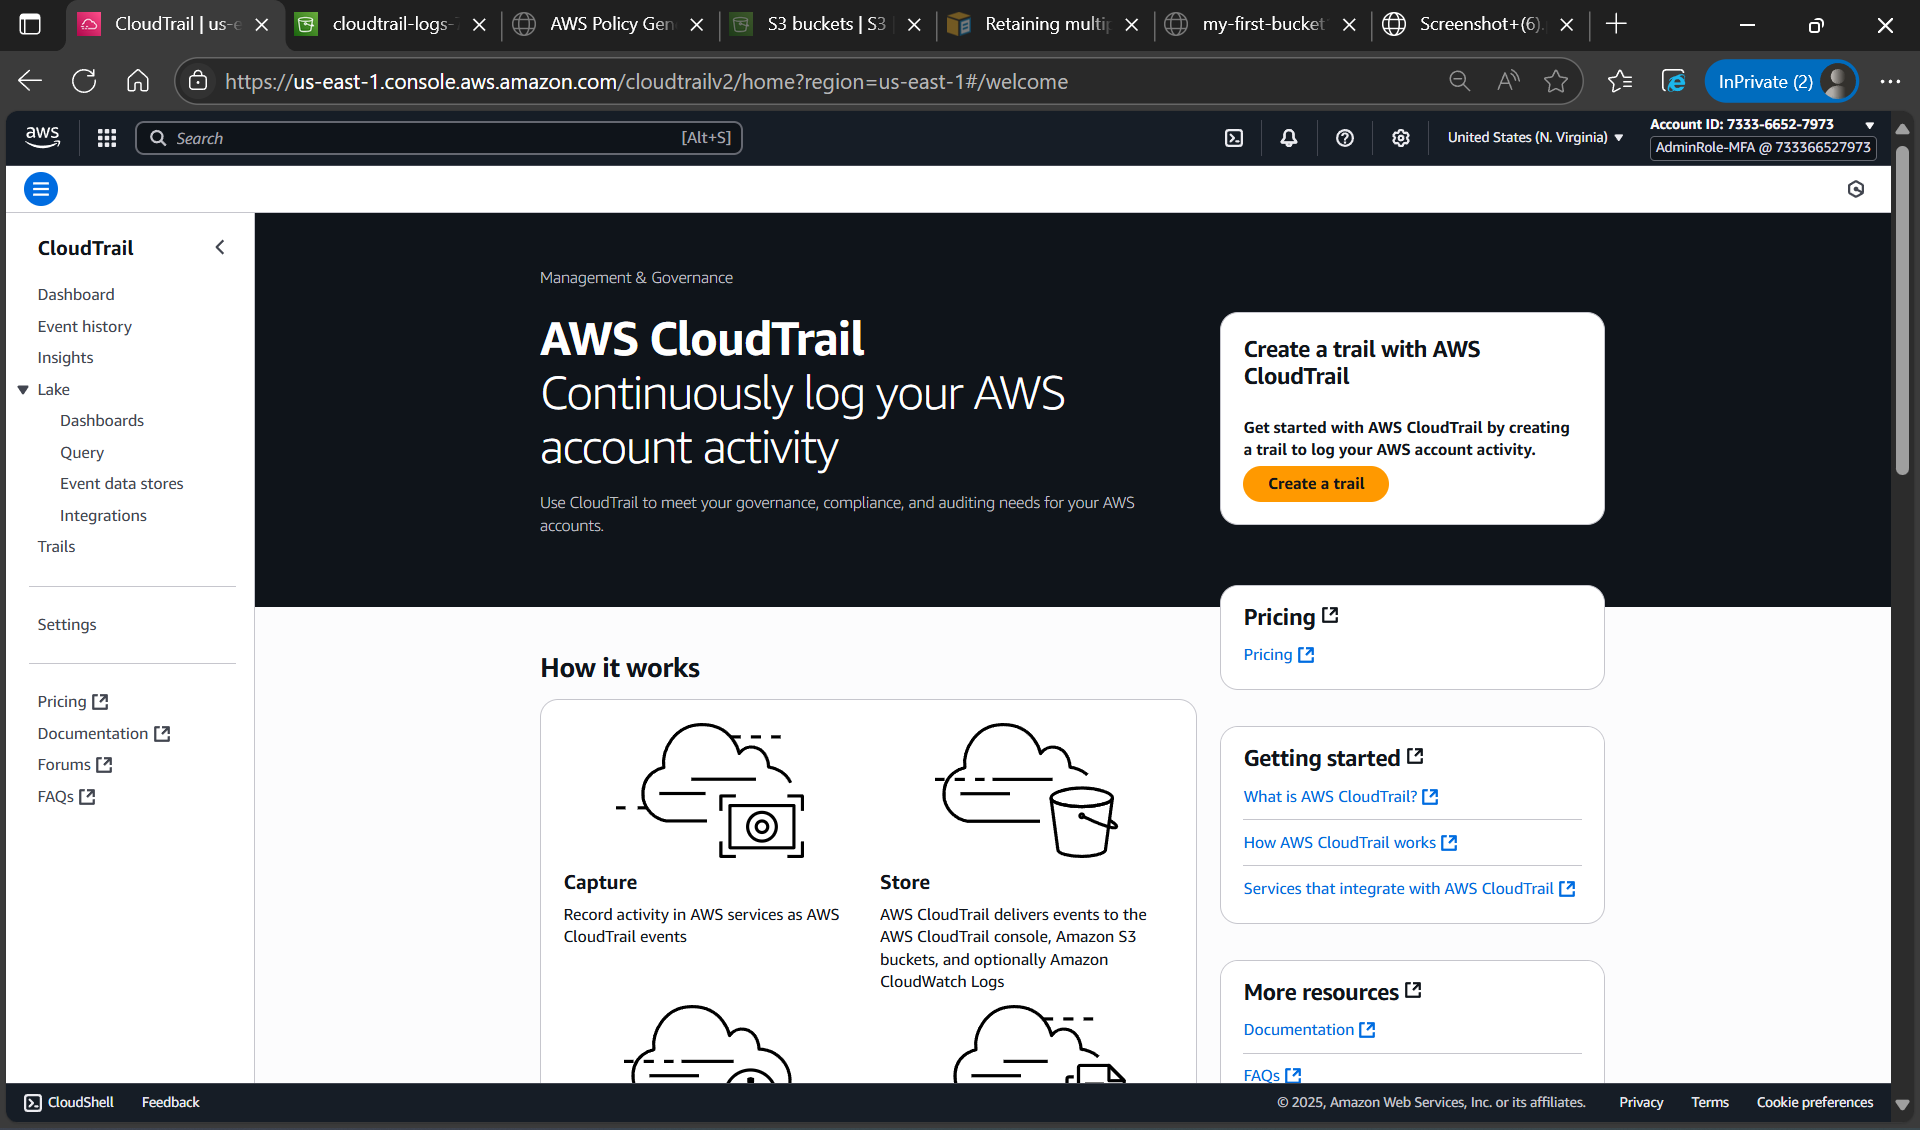 CloudTrail | us-e
cloudtrail-logs-7
AWS Policy Gen
S3 buckets | S3
Retaining multip
my-first-bucket
Screenshot+(6).
https://us-east-1.console.aws.amazon.com/cloudtrailv2/home?region=us-east-1#/welcome
InPrivate (2)
aws
Search
[Alt+S]
United States (N. Virginia)
Account ID: 7333-6652-7973
AdminRole-MFA @ 733366527973
CloudTrail
Dashboard
Event history
Insights
Lake
Dashboards
Query
Event data stores
Integrations
Trails
Settings
Pricing
Documentation
Forums
FAQs
Management & Governance
AWS CloudTrail
Continuously log your AWS
account activity
Use CloudTrail to meet your governance, compliance, and auditing needs for your AWS
accounts.
Create a trail with AWS
CloudTrail
Get started with AWS CloudTrail by creating
a trail to log your AWS account activity.
Create a trail
Pricing
Pricing
How it works
Capture
Record activity in AWS services as AWS
CloudTrail events
Store
AWS CloudTrail delivers events to the
AWS CloudTrail console, Amazon S3
buckets, and optionally Amazon
CloudWatch Logs
Getting started
What is AWS CloudTrail?
How AWS CloudTrail works
Services that integrate with AWS CloudTrail
More resources
Documentation
FAQs
CloudShell
Feedback
© 2025, Amazon Web Services, Inc. or its affiliates.
Privacy
Terms
Cookie preferences